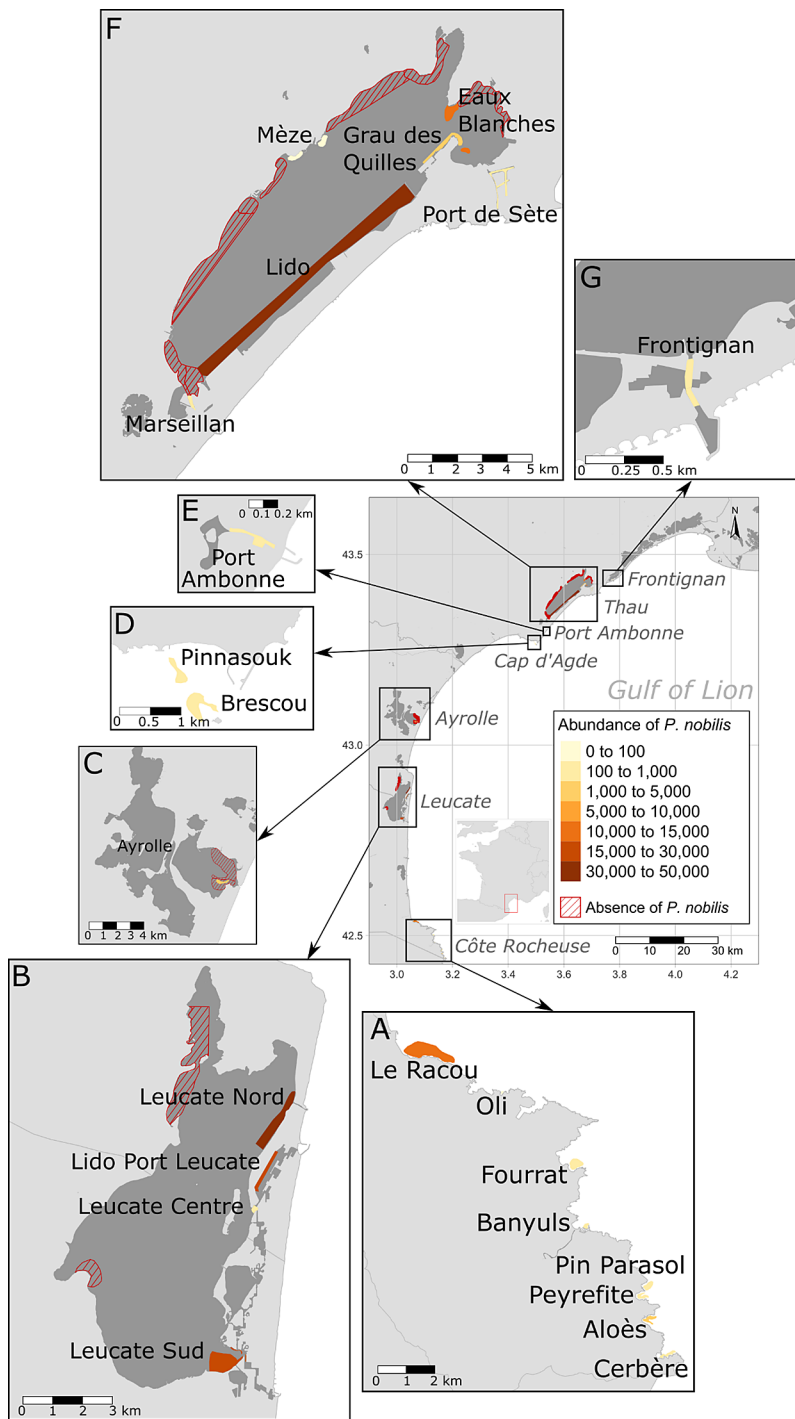 F
Eaux
Blanches
Mèze
Grau des
Quilles
Port de Sète
Lido
Marseillan
0 1 2 3 4 5 km
G
Frontignan
0 0.25 0.5 km
E
0 0.1 0.2 km
Port
Ambonne
D
Pinnasouk
Brescou
0 0.5 1 km
C
Ayrolle
0 1 2 3 4 km
N
43.5
43.0
42.5
3.0 3.2 3.4 3.6 3.8 4.0 4.2
Frontignan
Thau
Port Ambonne
Cap d'Agde
Gulf of Lion
Ayrolle
Leucate
Côte Rocheuse
Abundance of P. nobilis
0 to 100
100 to 1,000
1,000 to 5,000
5,000 to 10,000
10,000 to 15,000
15,000 to 30,000
30,000 to 50,000
Absence of P. nobilis
0 10 20 30 km
B
Leucate Nord
Lido Port Leucate
Leucate Centre
Leucate Sud
0 1 2 3 km
A
Le Racou
Oli
Fourrat
Banyuls
Pin Parasol
Peyrefite
Aloès
Cerbère
0 1 2 km